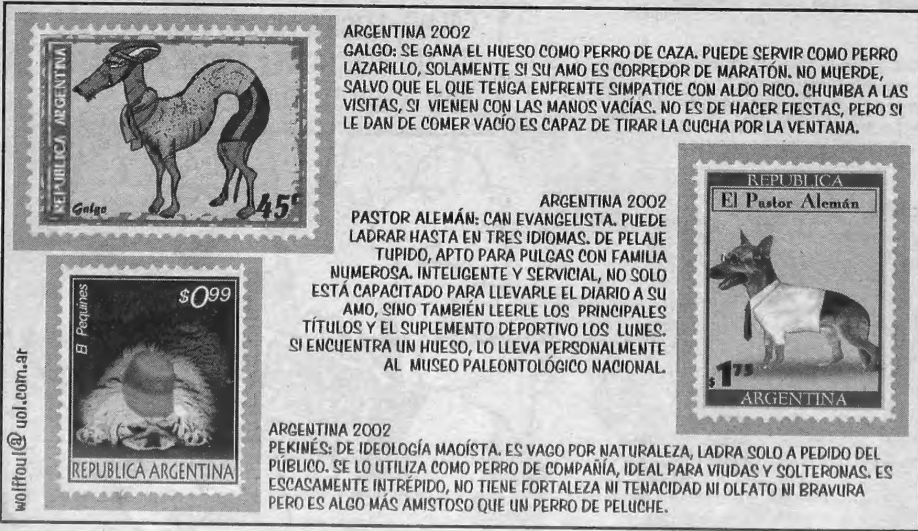 ARGENTINA 2002
GALGO: SE GANA EL HUESO COMO PERRO DE CAZA. PUEDE SERVIR COMO PERRO
LAZARILLO, SOLAMENTE SI SU AMO ES CORREDOR DE MARATÓN. NO MUERDE,
SALVO QUE EL QUE TENGA ENFRENTE SIMPATICE CON ALDO RICO. CHUMBA A LAS
VISITAS, SI VIENEN CON LAS MANOS VACÍAS. NO ES DE HACER FIESTAS, PERO SI
LE DAN DE COMER VACÍO ES CAPAZ DE TIRAR LA CUCHA POR LA VENTANA.
REPUBLICA ARGENTINA
Galgo
45c
ARGENTINA 2002
PASTOR ALEMÁN: CAN EVANGELISTA. PUEDE
LADRAR HASTA EN TRES IDIOMAS. DE PELAJE
TUPIDO, APTO PARA PULGAS CON FAMILIA
NUMEROSA. INTELIGENTE Y SERVICIAL, NO SOLO
ESTÁ CAPACITADO PARA LLEVARLE EL DIARIO A SU
AMO, SINO TAMBIÉN LEERLE LOS PRINCIPALES
TÍTULOS Y EL SUPLEMENTO DEPORTIVO LOS LUNES.
SI ENCUENTRA UN HUESO, LO LLEVA PERSONALMENTE
AL MUSEO PALEONTOLÓGICO NACIONAL.
REPUBLICA
El Pastor Alemán
$1.75
ARGENTINA
El Pequines
$0.99
REPUBLICA ARGENTINA
wolfftoul@uol.com.ar
ARGENTINA 2002
PEKINÉS: DE IDEOLOGÍA MAOÍSTA. ES VAGO POR NATURALEZA, LADRA SOLO A PEDIDO DEL
PÚBLICO. SE LO UTILIZA COMO PERRO DE COMPAÑÍA, IDEAL PARA VIUDAS Y SOLTERONAS. ES
ESCASAMENTE INTRÉPIDO, NO TIENE FORTALEZA NI TENACIDAD NI OLFATO NI BRAVURA
PERO ES ALGO MÁS AMISTOSO QUE UN PERRO DE PELUCHE.